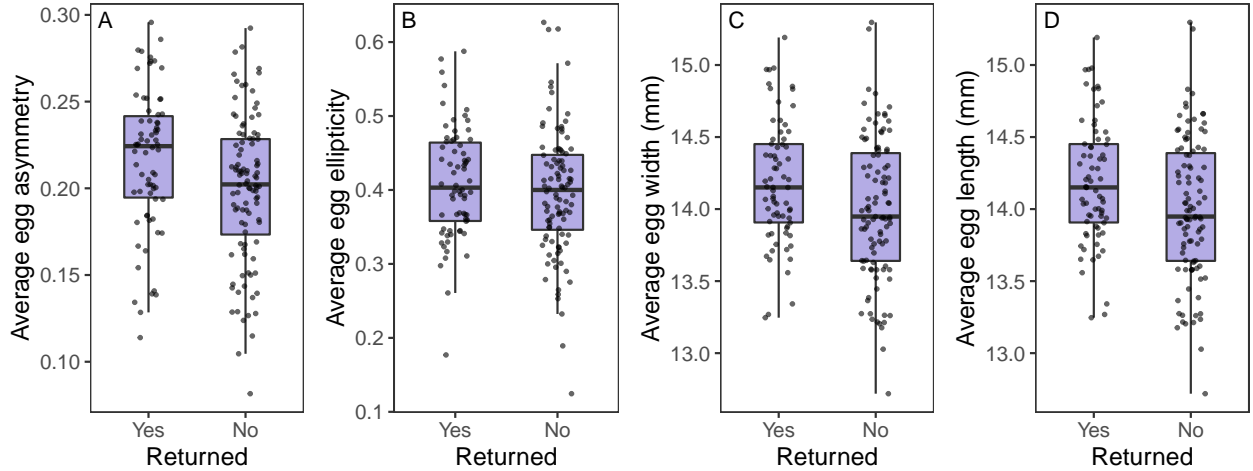 A
Average egg asymmetry
0.30
0.25
0.20
0.15
0.10
Yes
No
Returned
B
Average egg ellipticity
0.6
0.5
0.4
0.3
0.2
0.1
Yes
No
Returned
C
Average egg width (mm)
15.0
14.5
14.0
13.5
13.0
Yes
No
Returned
D
Average egg length (mm)
15.0
14.5
14.0
13.5
13.0
Yes
No
Returned